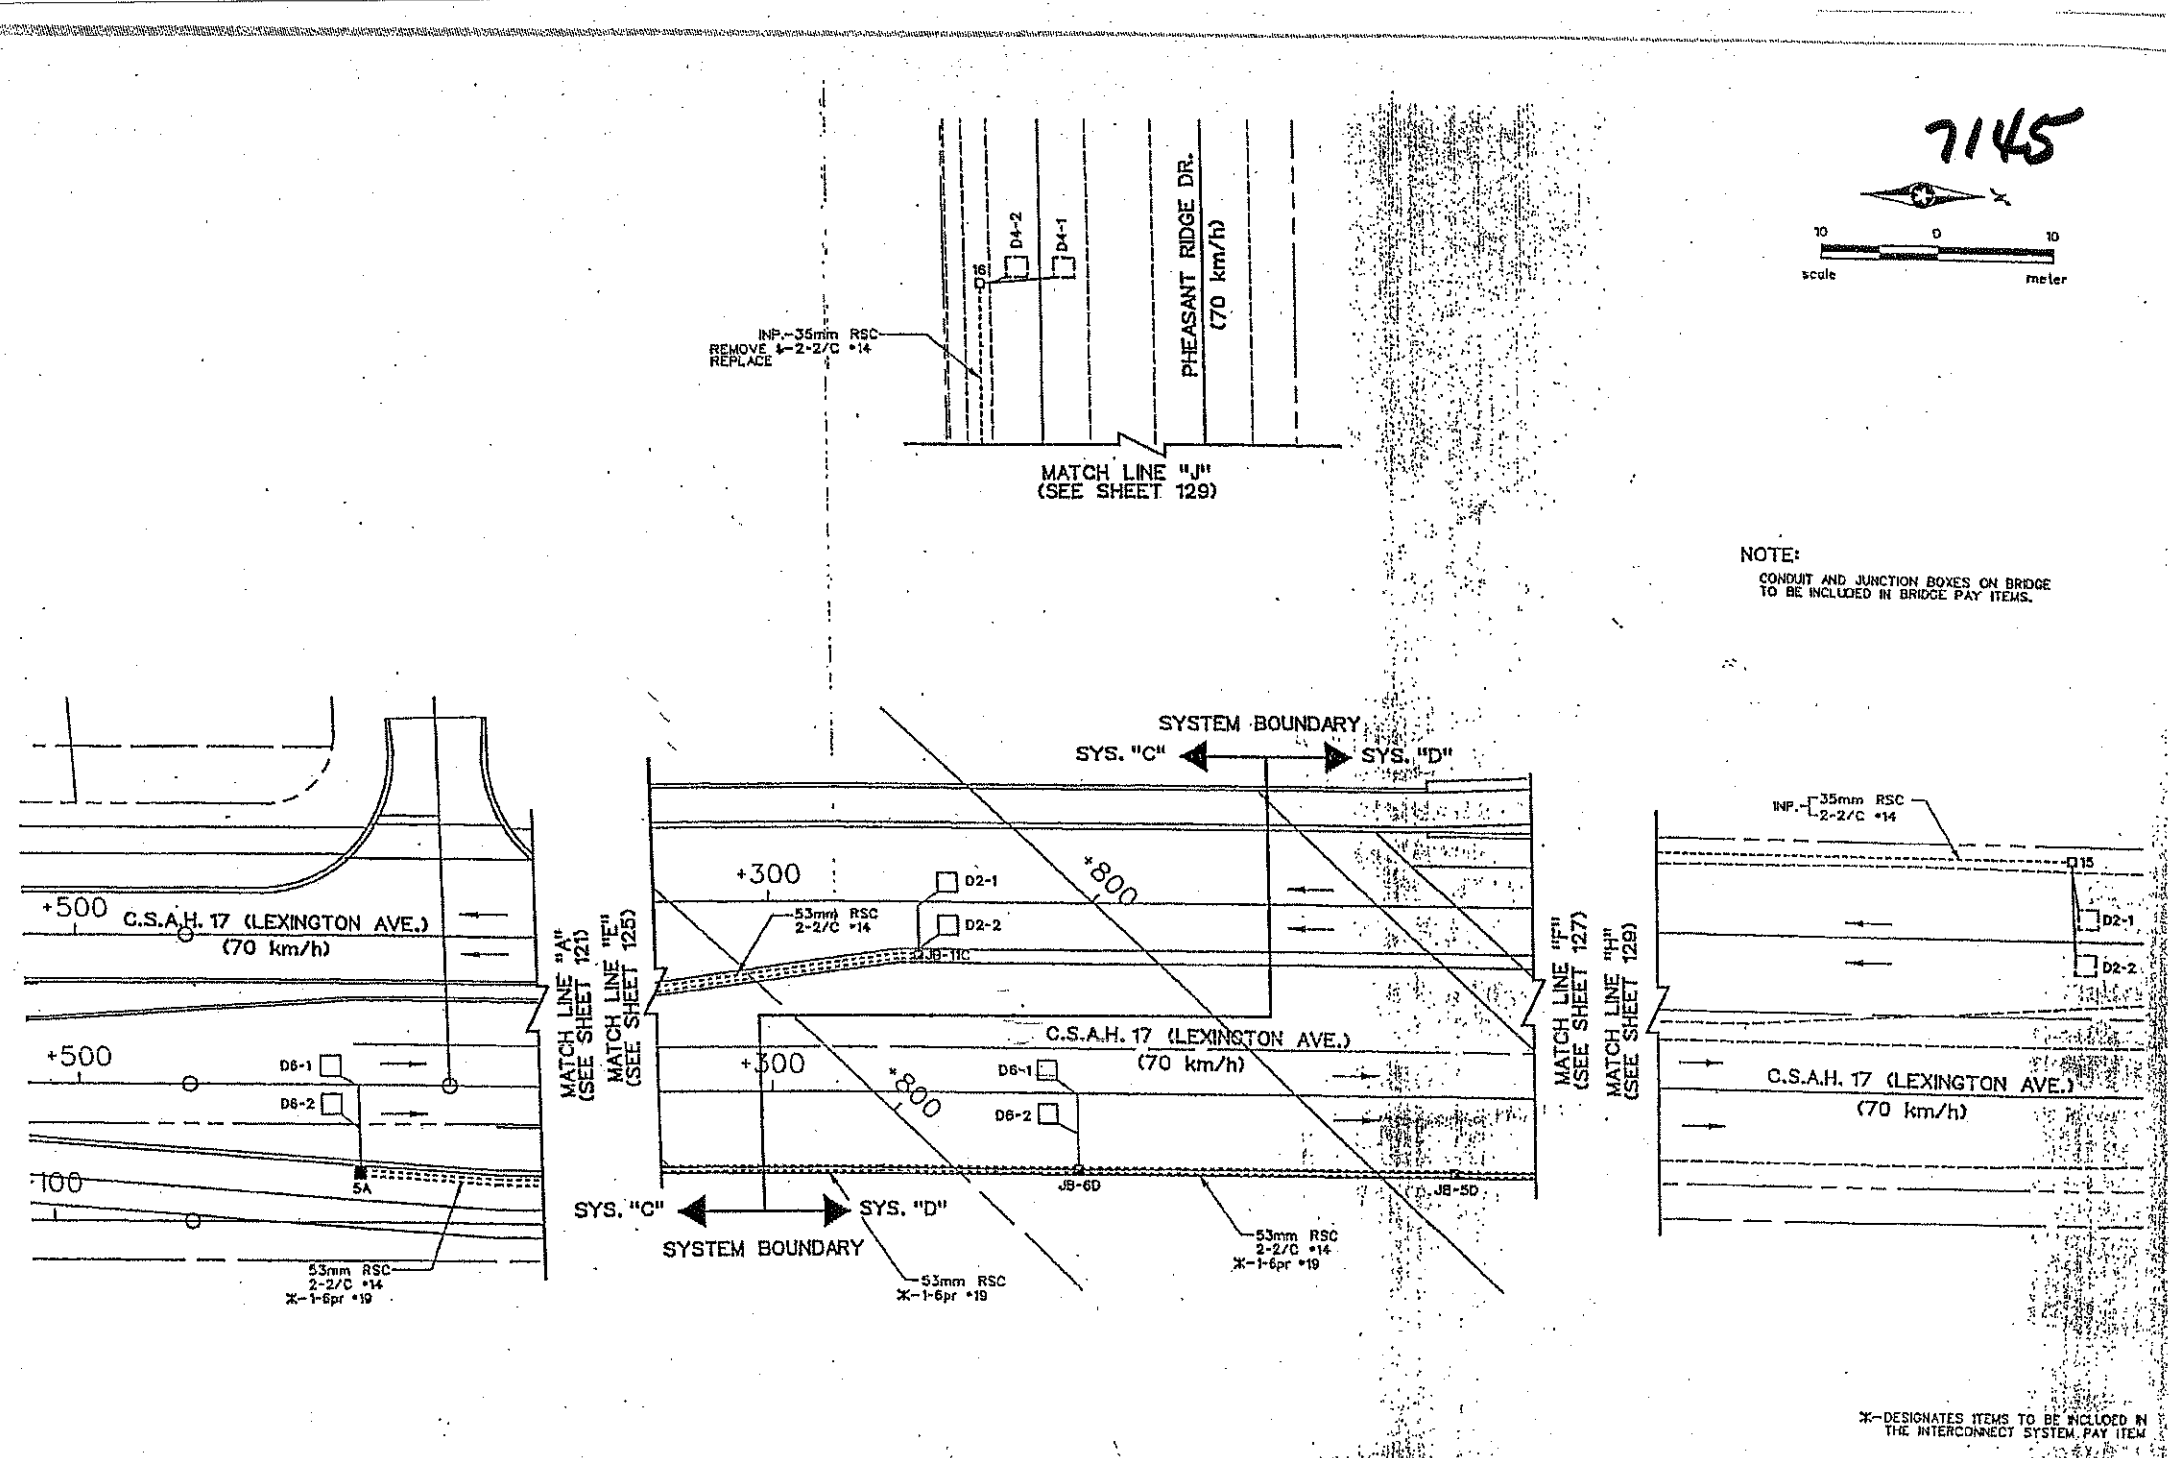 7145
10 0 10
scale meter
D4-2
D4-1
16
PHEASANT RIDGE DR.
(70 km/h)
INP.-35mm RSC
REMOVE &-2-2/C #14
REPLACE
MATCH LINE "J"
(SEE SHEET 129)
NOTE:
CONDUIT AND JUNCTION BOXES ON BRIDGE
TO BE INCLUDED IN BRIDGE PAY ITEMS.
SYSTEM BOUNDARY
SYS. "C" SYS. "D"
+500
C.S.A.H. 17 (LEXINGTON AVE.)
(70 km/h)
+500
D6-1
D6-2
5A
100
53mm RSC
2-2/C #14
Ж-1-6pr #19
MATCH LINE "A"
(SEE SHEET 121)
MATCH LINE "E"
(SEE SHEET 125)
+300
+800
D2-1
D2-2
53mm RSC
2-2/C #14
JB-11C
C.S.A.H. 17 (LEXINGTON AVE.)
(70 km/h)
+300
+800
D6-1
D6-2
JB-6D
JB-5D
SYS. "C" SYS. "D"
SYSTEM BOUNDARY
53mm RSC
Ж-1-6pr #19
53mm RSC
2-2/C #14
Ж-1-6pr #19
MATCH LINE "F"
(SEE SHEET 127)
MATCH LINE "H"
(SEE SHEET 129)
INP.-35mm RSC
2-2/C #14
15
D2-1
D2-2
C.S.A.H. 17 (LEXINGTON AVE.)
(70 km/h)
Ж-DESIGNATES ITEMS TO BE INCLUDED IN
THE INTERCONNECT SYSTEM PAY ITEM